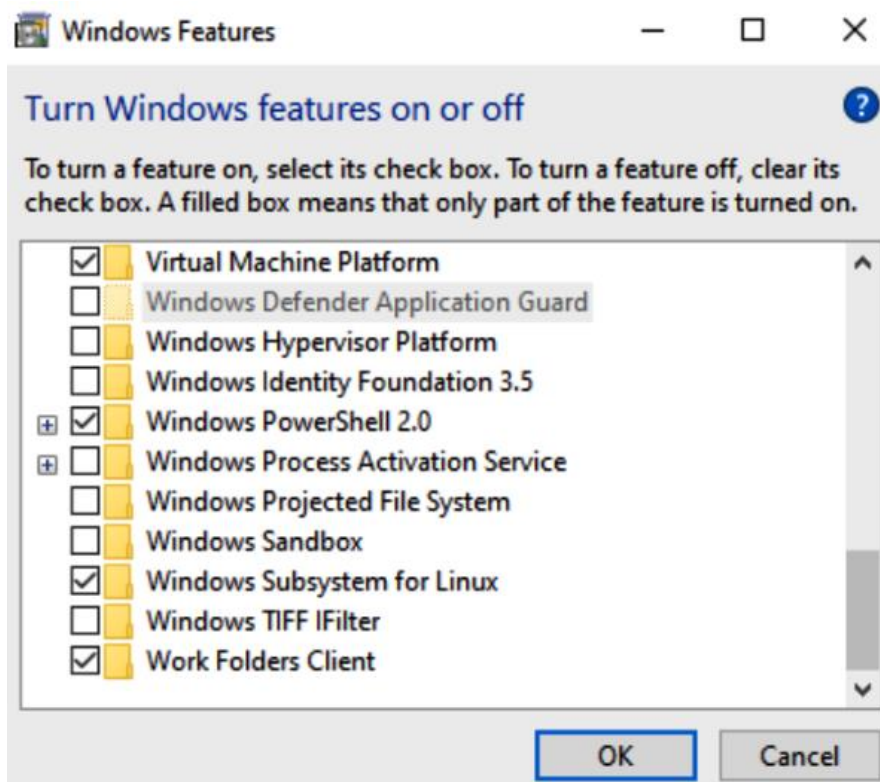 Windows Features
Turn Windows features on or off
?
To turn a feature on, select its check box. To turn a feature off, clear its
check box. A filled box means that only part of the feature is turned on.
Virtual Machine Platform
Windows Defender Application Guard
Windows Hypervisor Platform
Windows Identity Foundation 3.5
Windows PowerShell 2.0
Windows Process Activation Service
Windows Projected File System
Windows Sandbox
Windows Subsystem for Linux
Windows TIFF IFilter
Work Folders Client
OK
Cancel